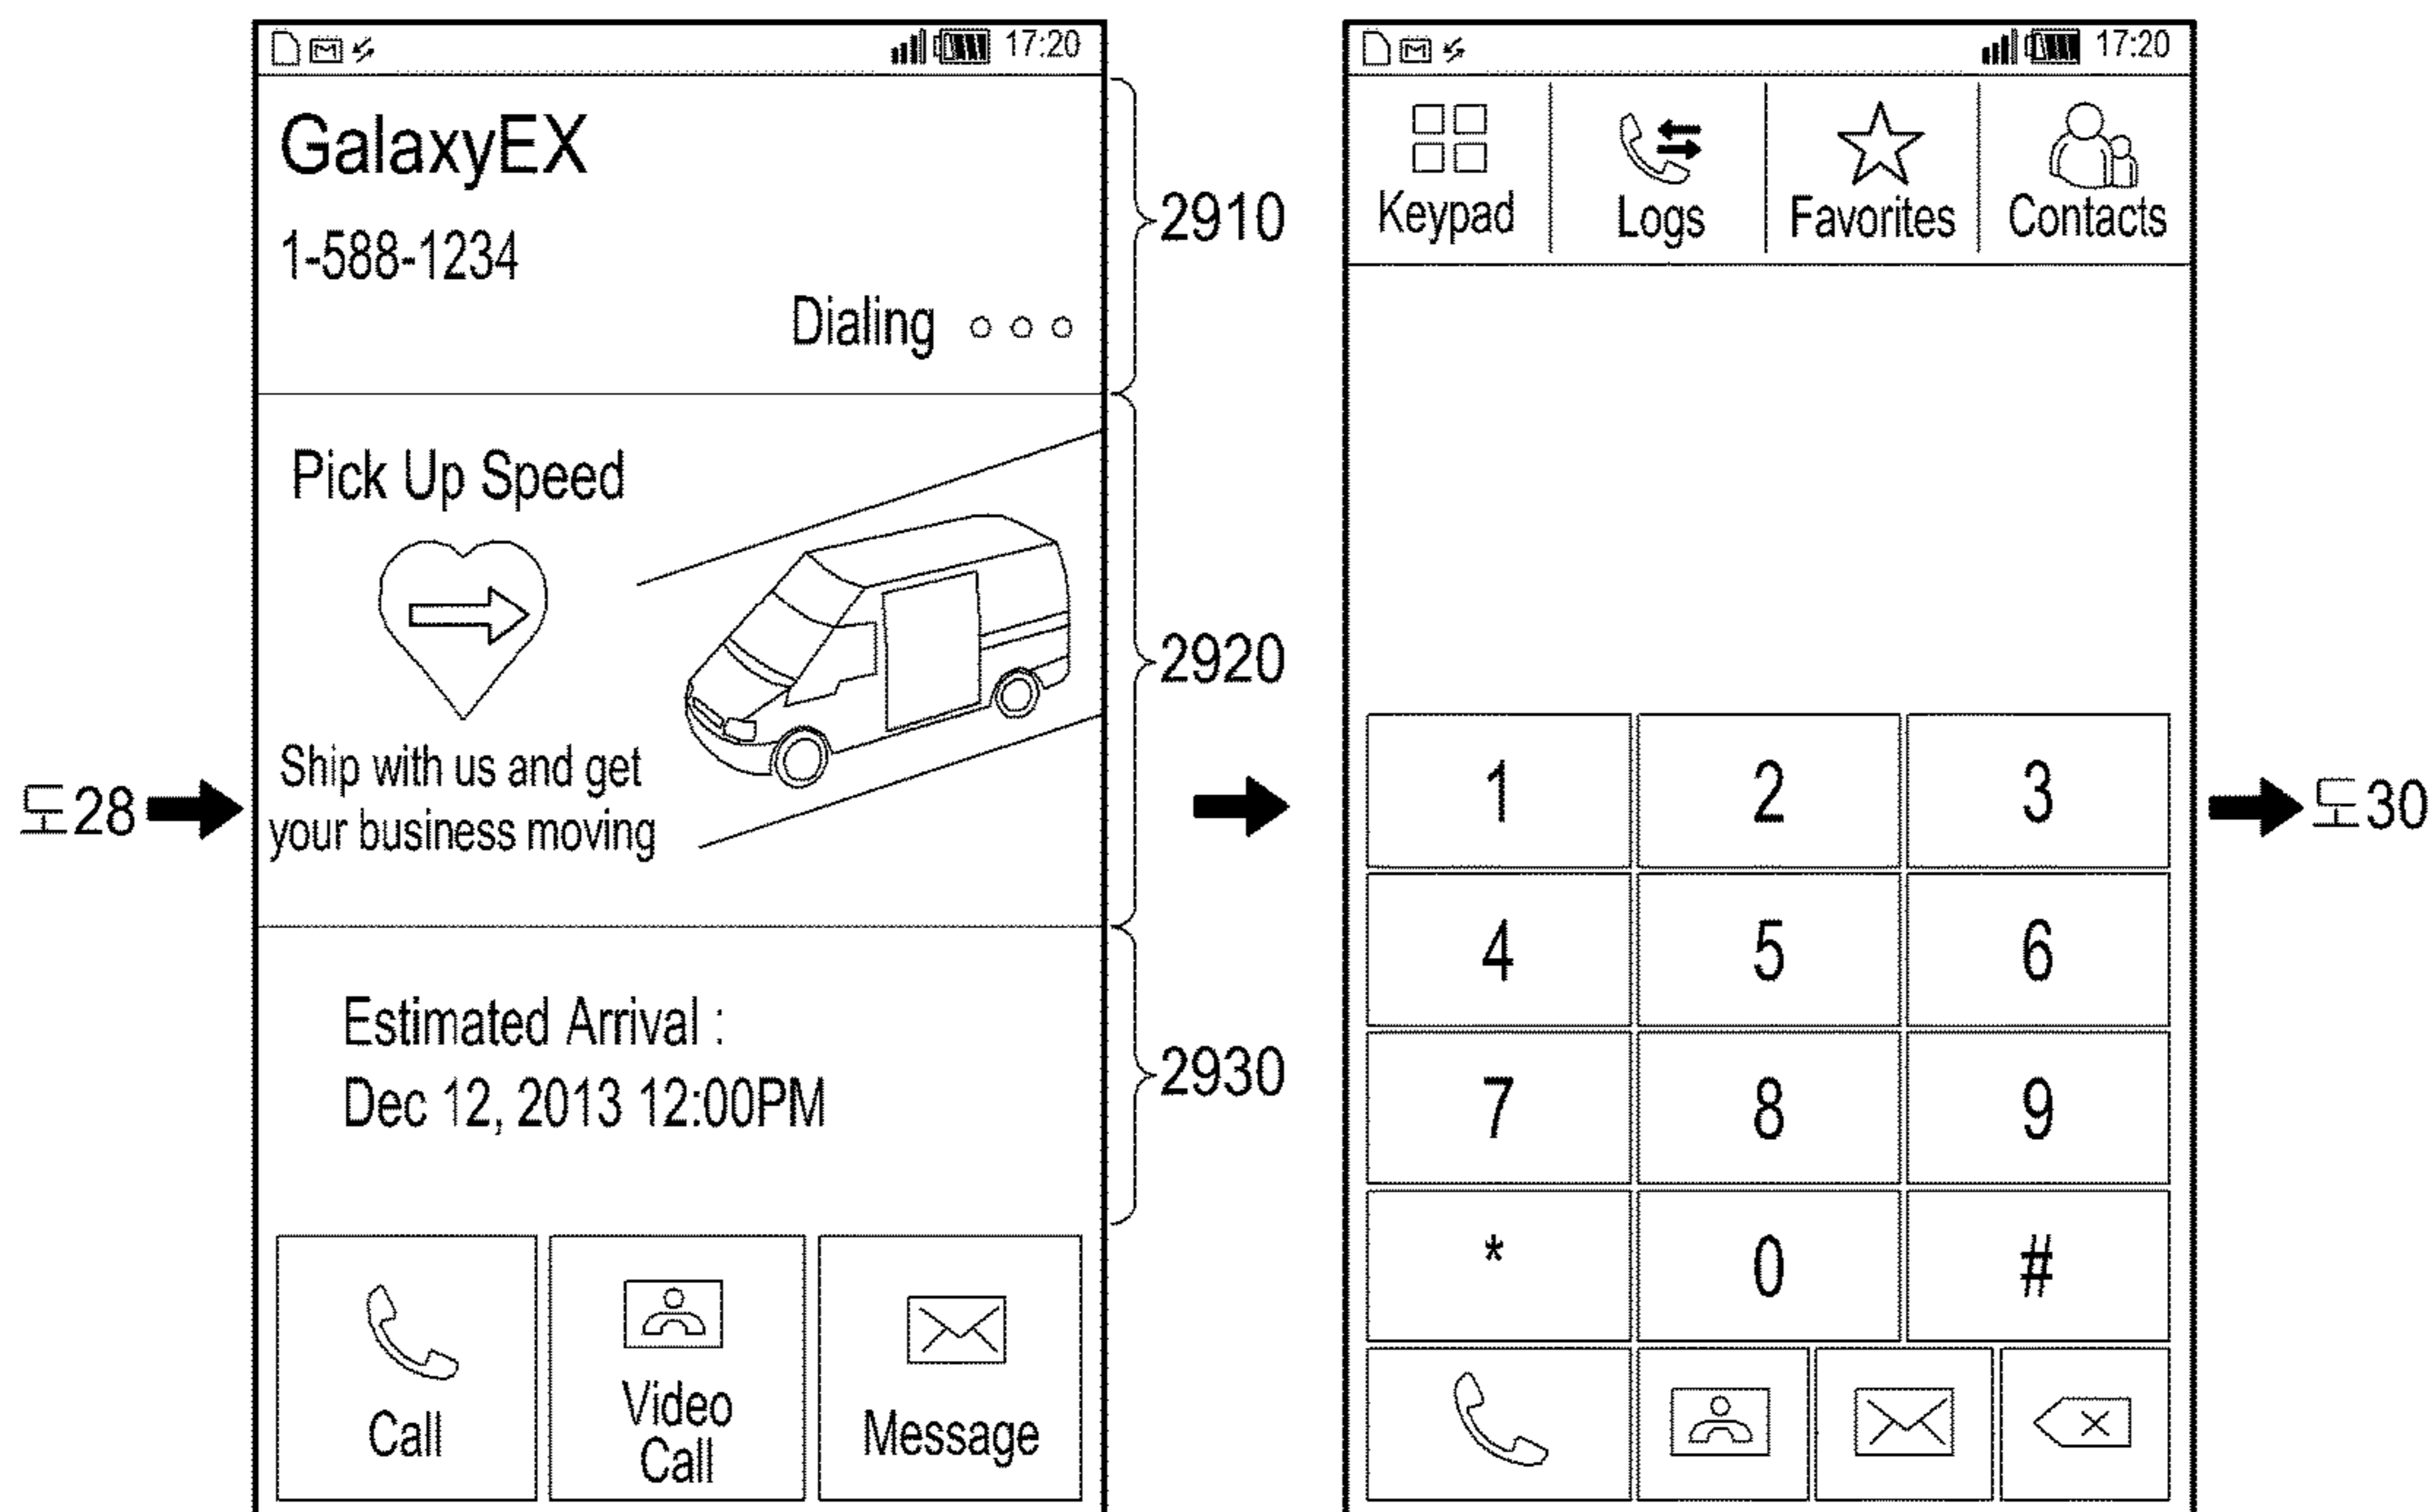 17:20
GalaxyEX
1-588-1234
Dialing ○ ○ ○
2910
Pick Up Speed
2920
Ship with us and get
your business moving
도28
Estimated Arrival :
Dec 12, 2013 12:00PM
2930
Call
Video
Call
Message
17:20
Keypad Logs Favorites Contacts
1 2 3
4 5 6
7 8 9
* 0 #
도30